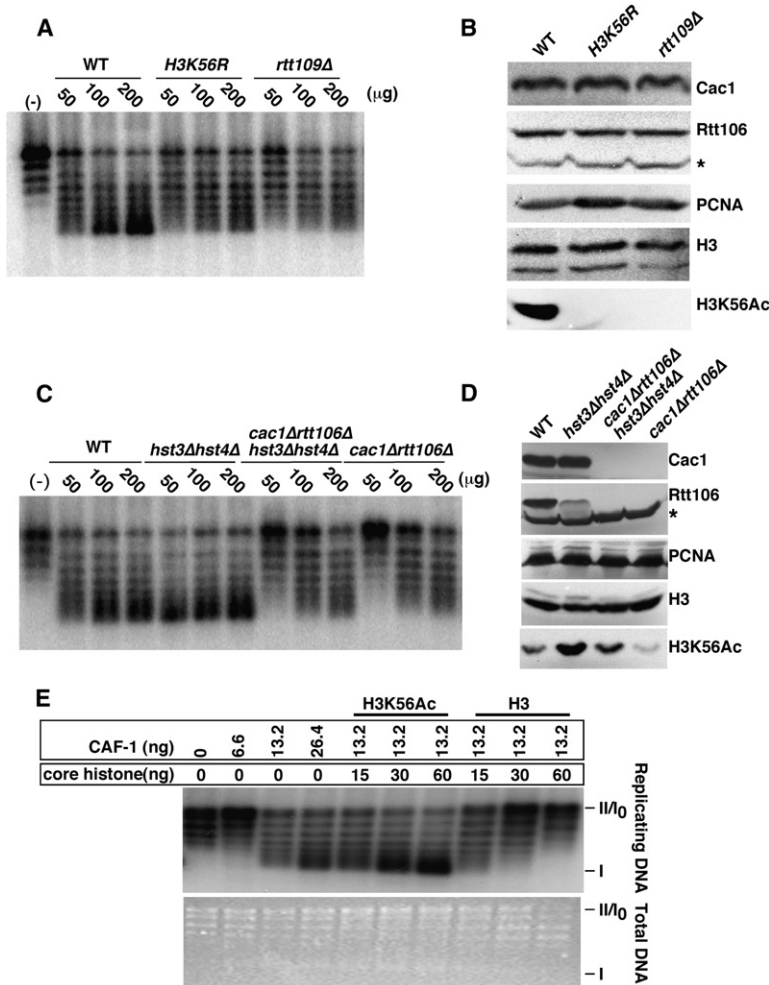 A
WT H3K56R rtt109Δ
(-) 50 100 200 50 100 200 50 100 200 (μg)
B
WT H3K56R rtt109Δ
Cac1
Rtt106
*
PCNA
H3
H3K56Ac
C
cac1Δrtt106Δ
WT hst3Δhst4Δ hst3Δhst4Δ cac1Δrtt106Δ
(-) 50 100 200 50 100 200 50 100 200 50 100 200 (μg)
D
WT hst3Δhst4Δ cac1Δrtt106Δ hst3Δhst4Δ cac1Δrtt106Δ
Cac1
Rtt106
*
PCNA
H3
H3K56Ac
E
H3K56Ac H3
CAF-1 (ng) 0 6.6 13.2 26.4 13.2 13.2 13.2 13.2 13.2 13.2
core histone(ng) 0 0 0 0 15 30 60 15 30 60
II/I0
I
Replicating DNA
II/I0
I
Total DNA